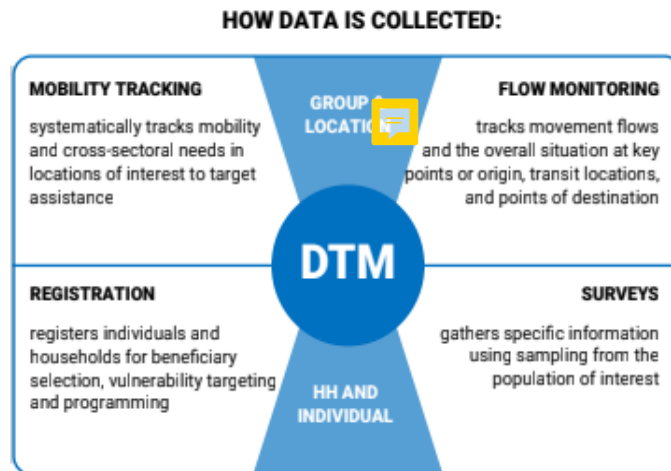 HOW DATA IS COLLECTED:
MOBILITY TRACKING
systematically tracks mobility
and cross-sectoral needs in
locations of interest to target
assistance
GROUP
LOCATION
FLOW MONITORING
tracks movement flows
and the overall situation at key
points or origin, transit locations,
and points of destination
DTM
REGISTRATION
registers individuals and
households for beneficiary
selection, vulnerability targeting
and programming
HH AND
INDIVIDUAL
SURVEYS
gathers specific information
using sampling from the
population of interest